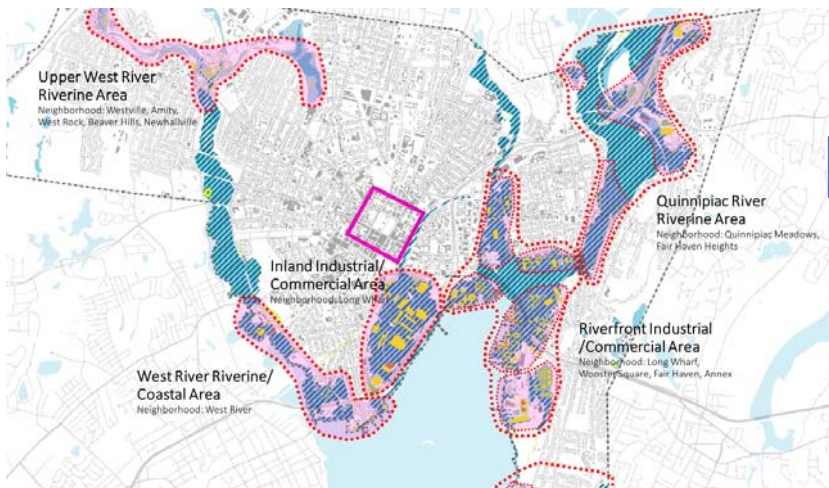 Upper West River
Riverine Area
Neighborhood: Westville, Amity,
West Rock, Beaver Hills, Newhallville
Quinnipiac River
Riverine Area
Neighborhood: Quinnipiac Meadows,
Fair Haven Heights
Inland Industrial/
Commercial Area
Neighborhood: Long Wharf
Riverfront Industrial
/Commercial Area
Neighborhood: Long Wharf,
Wooster Square, Fair Haven, Annex
West River Riverine/
Coastal Area
Neighborhood: West River